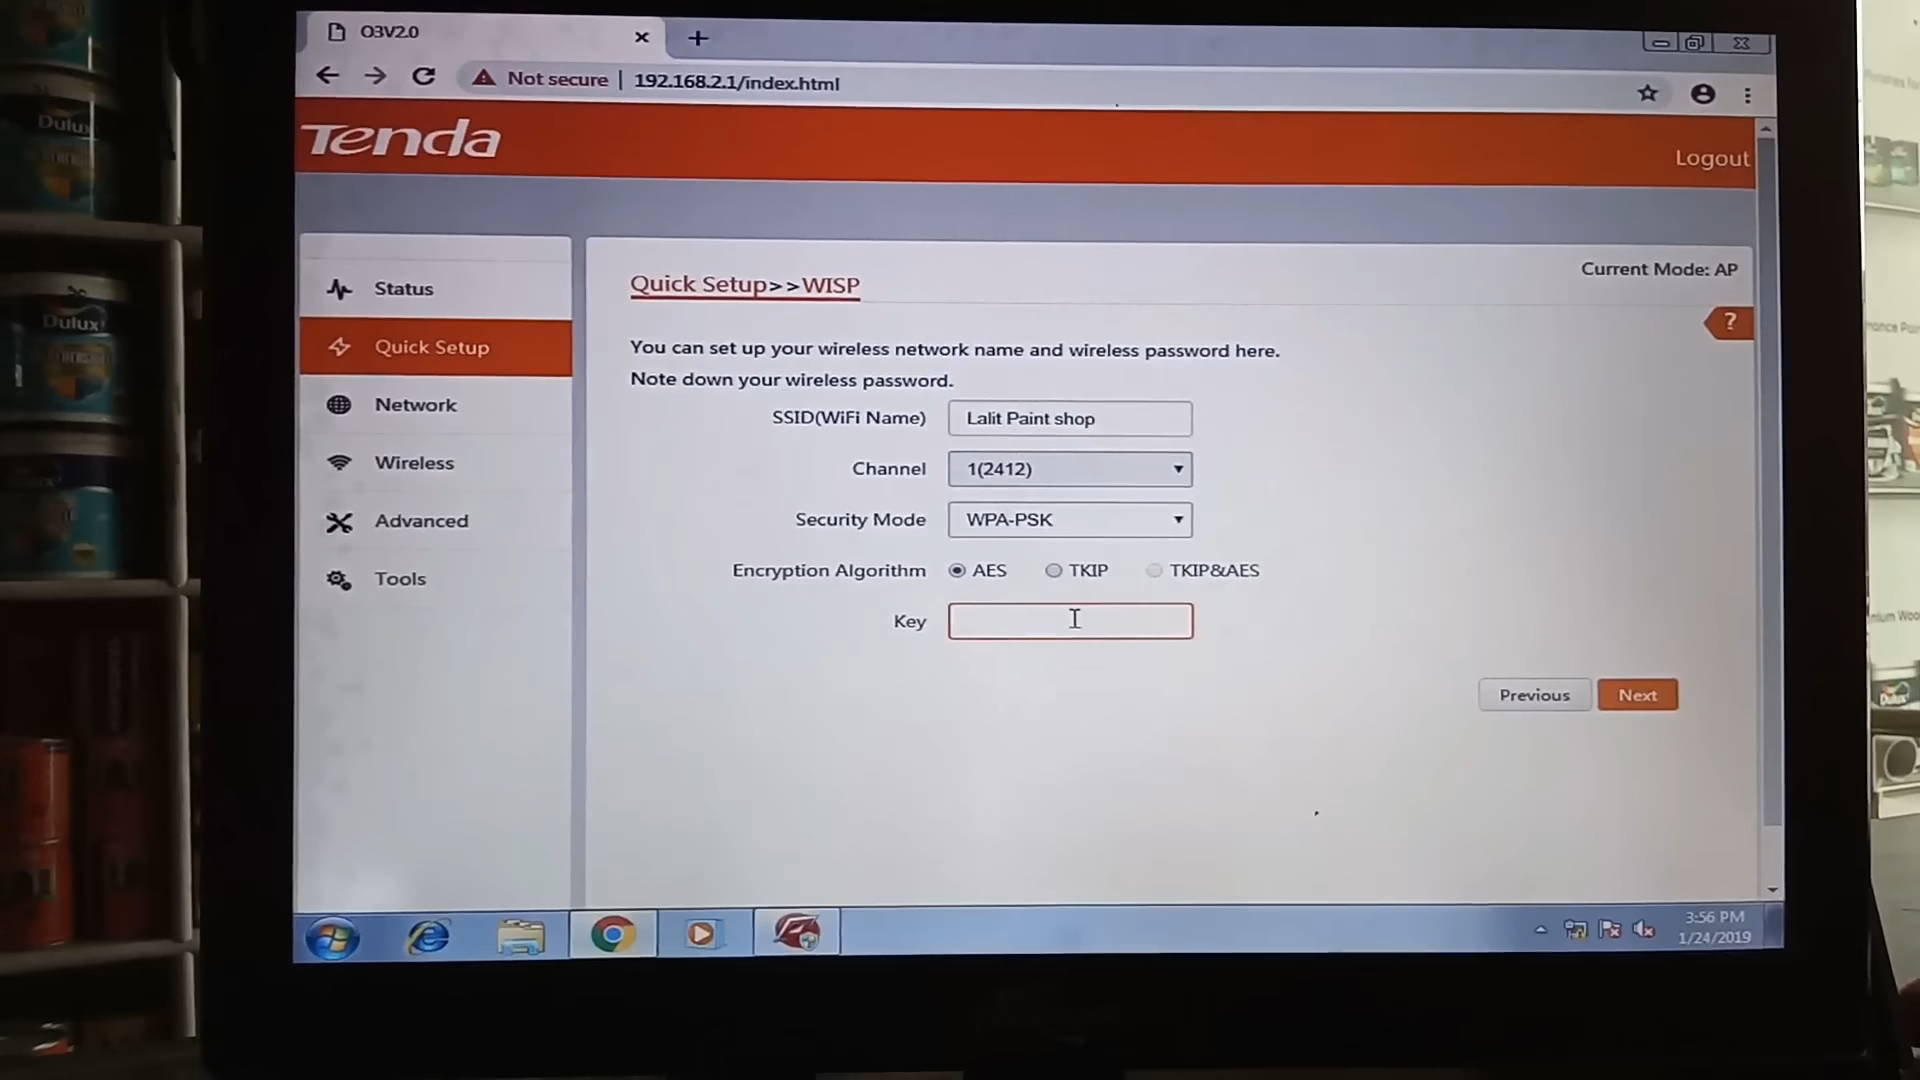 O3V2.0
Not secure | 192.168.2.1/index.html
Tenda
Logout
Current Mode: AP
Quick Setup>>WISP
Status
Quick Setup
Network
Wireless
Advanced
Tools
?
You can set up your wireless network name and wireless password here.
Note down your wireless password.
SSID(WiFi Name) Lalit Paint shop
Channel 1(2412)
Security Mode WPA-PSK
Encryption Algorithm AES TKIP TKIP&AES
Key
Previous Next
3:56 PM
1/24/2019
Dulux
Dulux
Dulux